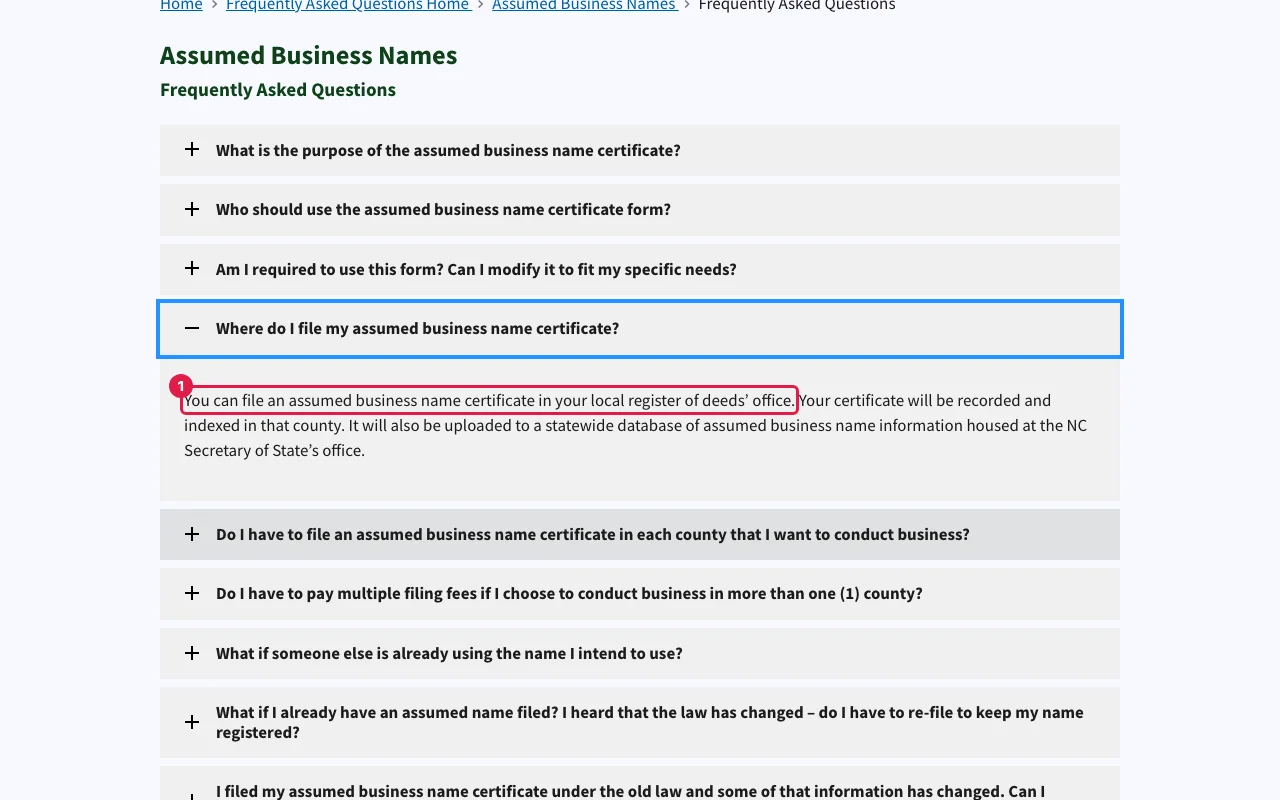 Home > Frequently Asked Questions Home > Assumed Business Names > Frequently Asked Questions
Assumed Business Names
Frequently Asked Questions
What is the purpose of the assumed business name certificate?
Who should use the assumed business name certificate form?
Am I required to use this form? Can I modify it to fit my specific needs?
Where do I file my assumed business name certificate?
1
You can file an assumed business name certificate in your local register of deeds’ office. Your certificate will be recorded and
indexed in that county. It will also be uploaded to a statewide database of assumed business name information housed at the NC
Secretary of State’s office.
Do I have to file an assumed business name certificate in each county that I want to conduct business?
Do I have to pay multiple filing fees if I choose to conduct business in more than one (1) county?
What if someone else is already using the name I intend to use?
What if I already have an assumed name filed? I heard that the law has changed – do I have to re-file to keep my name
registered?
I filed my assumed business name certificate under the old law and some of that information has changed. Can I